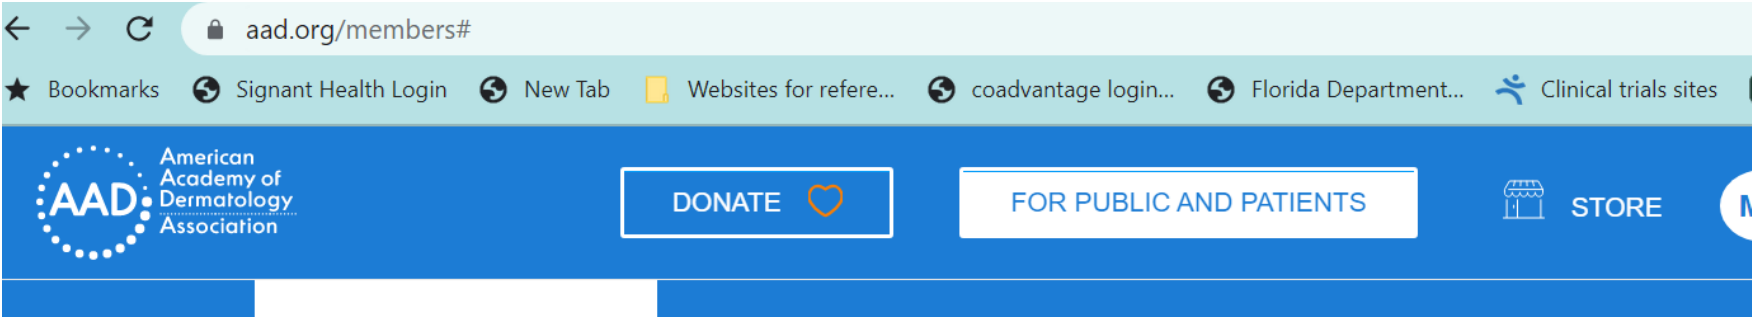 aad.org/members#
Bookmarks Signant Health Login New Tab Websites for refere... coadvantage login... Florida Department... Clinical trials sites
AAD
American
Academy of
Dermatology
Association
DONATE FOR PUBLIC AND PATIENTS STORE